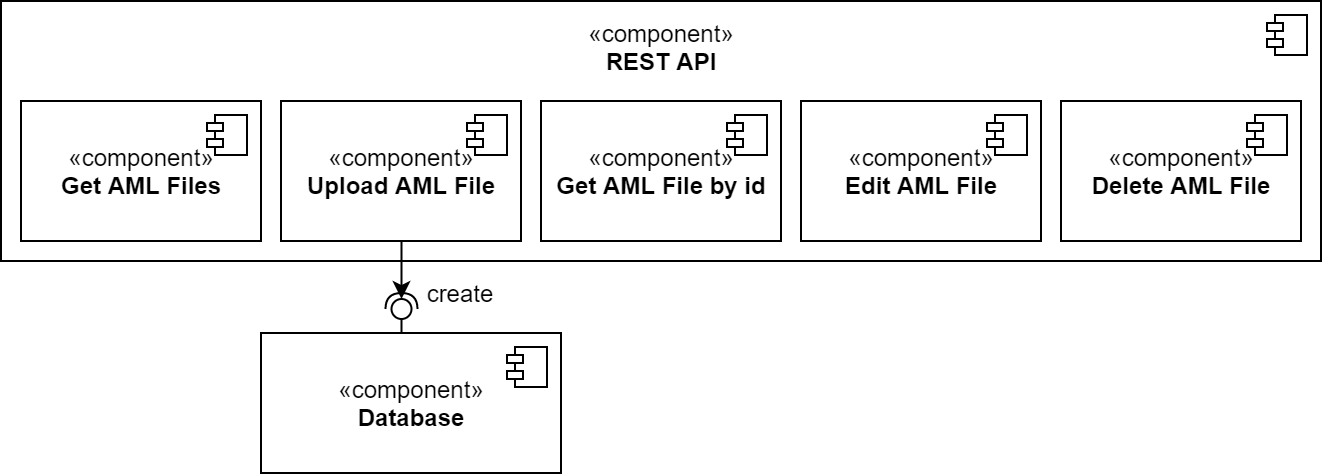 «component»
REST API
«component»
Get AML Files
«component»
Upload AML File
«component»
Get AML File by id
«component»
Edit AML File
«component»
Delete AML File
create
«component»
Database